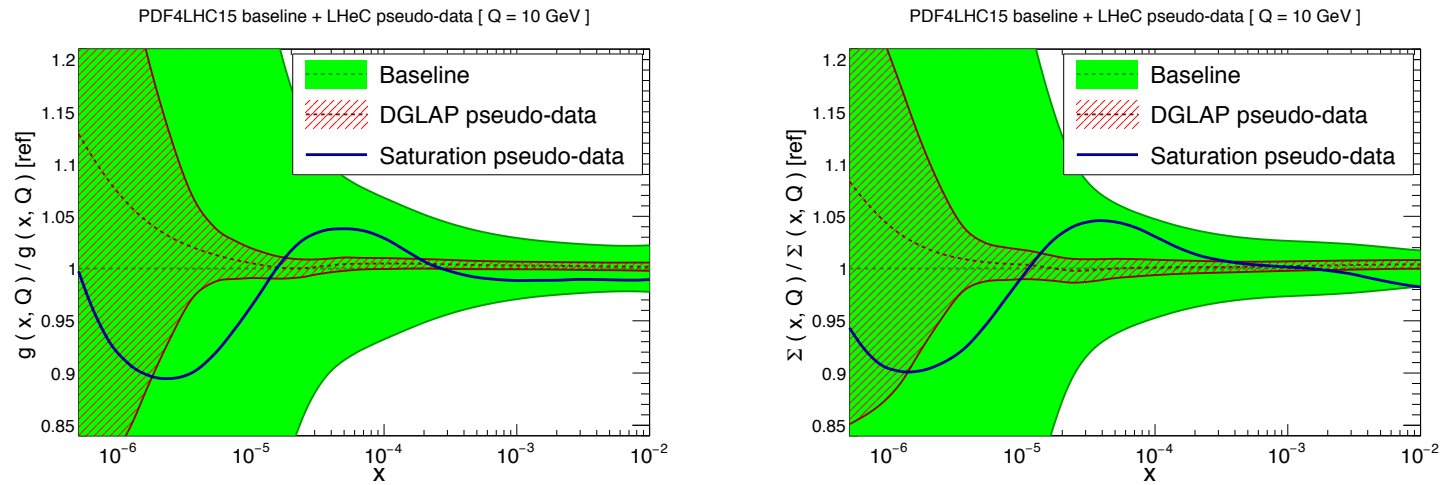 PDF4LHC15 baseline + LHeC pseudo-data [ Q = 10 GeV ]
g ( x, Q ) / g ( x, Q ) [ref]
1.2
1.15
1.1
1.05
1
0.95
0.9
0.85
Baseline
DGLAP pseudo-data
Saturation pseudo-data
10⁻⁶ 10⁻⁵ 10⁻⁴ 10⁻³ 10⁻²
x
PDF4LHC15 baseline + LHeC pseudo-data [ Q = 10 GeV ]
Σ ( x, Q ) / Σ ( x, Q ) [ref]
1.2
1.15
1.1
1.05
1
0.95
0.9
0.85
Baseline
DGLAP pseudo-data
Saturation pseudo-data
10⁻⁶ 10⁻⁵ 10⁻⁴ 10⁻³ 10⁻²
x